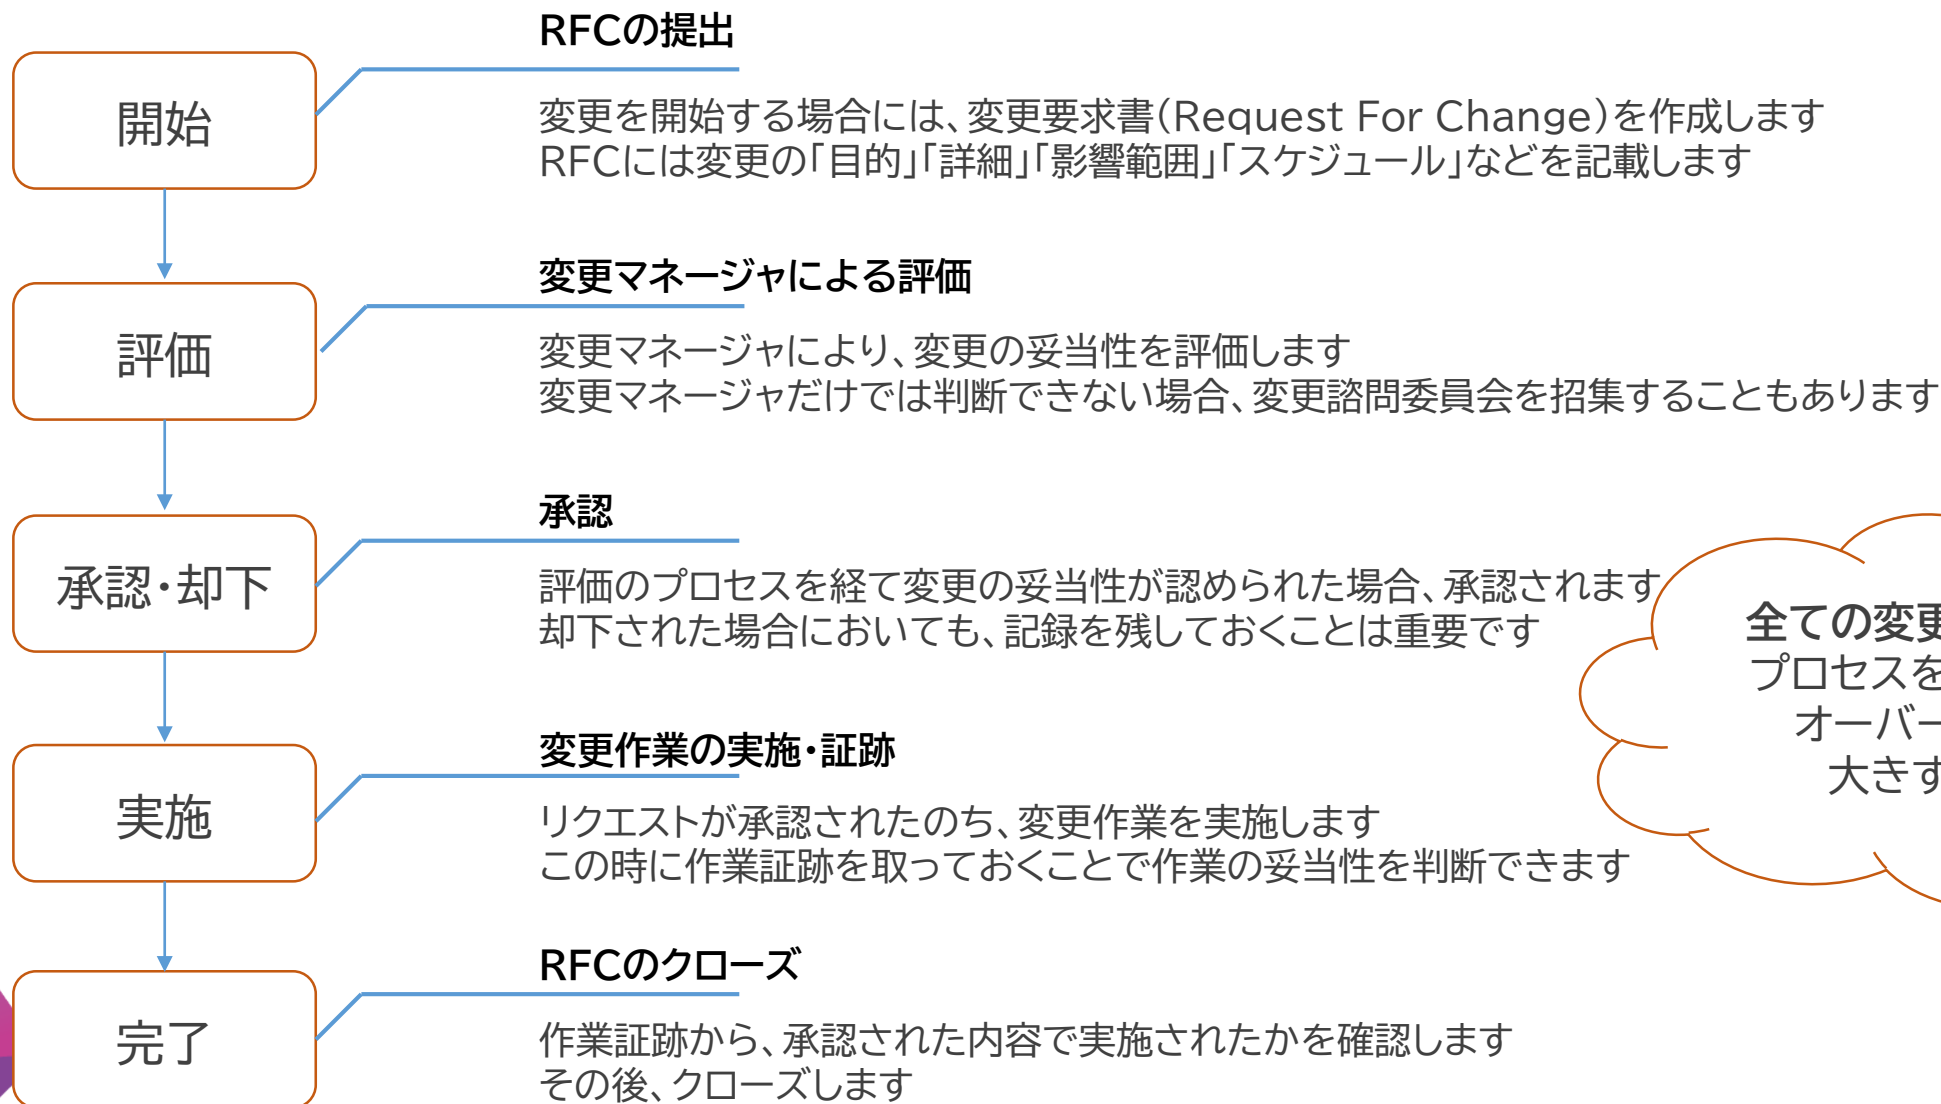 開始
RFCの提出
変更を開始する場合には、変更要求書(Request For Change)を作成します
RFCには変更の「目的」「詳細」「影響範囲」「スケジュール」などを記載します
評価
変更マネージャによる評価
変更マネージャにより、変更の妥当性を評価します
変更マネージャだけでは判断できない場合、変更諮問委員会を招集することもあります
承認・却下
承認
評価のプロセスを経て変更の妥当性が認められた場合、承認されます
却下された場合においても、記録を残しておくことは重要です
全ての変更
プロセスを
オーバー
大きす
実施
変更作業の実施・証跡
リクエストが承認されたのち、変更作業を実施します
この時に作業証跡を取っておくことで作業の妥当性を判断できます
完了
RFCのクローズ
作業証跡から、承認された内容で実施されたかを確認します
その後、クローズします